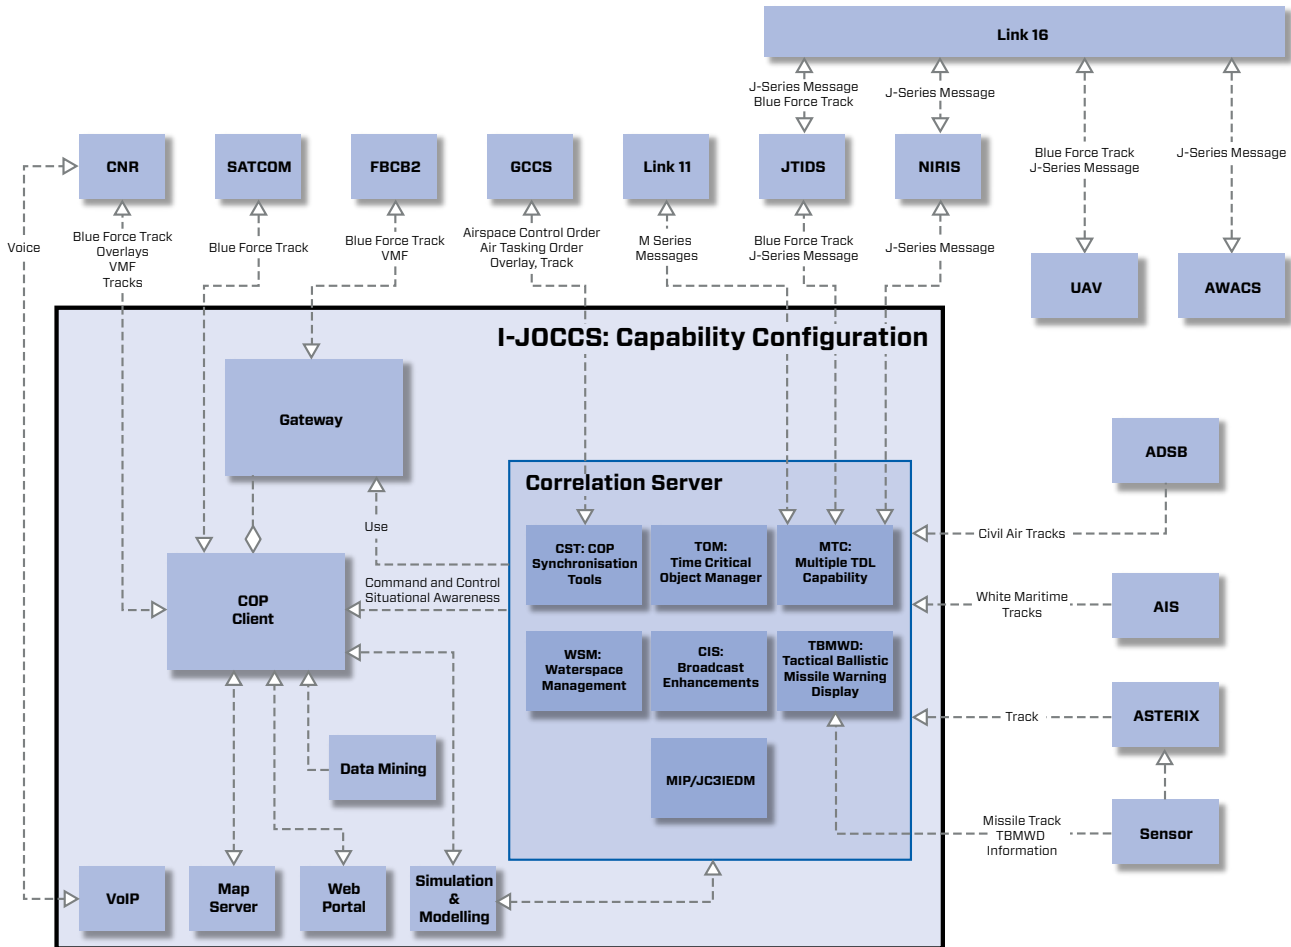 Link 16
J-Series Message
Blue Force Track
J-Series Message
CNR
SATCOM
FBCB2
GCCS
Link 11
JTIDS
NIRIS
Blue Force Track
J-Series Message
J-Series Message
Voice
Blue Force Track
Overlays
VMF
Tracks
Blue Force Track
Blue Force Track
VMF
Airspace Control Order
Air Tasking Order
Overlay, Track
M Series
Messages
Blue Force Track
J-Series Message
J-Series Message
UAV
AWACS
I-JOCCS: Capability Configuration
Gateway
ADSB
Correlation Server
Use
CST: COP
Synchronisation
Tools
TOM:
Time Critical
Object Manager
MTC:
Multiple TDL
Capability
Civil Air Tracks
Command and Control
Situational Awareness
COP
Client
White Maritime
Tracks
AIS
WSM:
Waterspace
Management
CIS:
Broadcast
Enhancements
TBMWD:
Tactical Ballistic
Missile Warning
Display
Track
ASTERIX
Data Mining
MIP/JC3IEDM
Missile Track
TBMWD
Information
Sensor
VoIP
Map
Server
Web
Portal
Simulation
&
Modelling